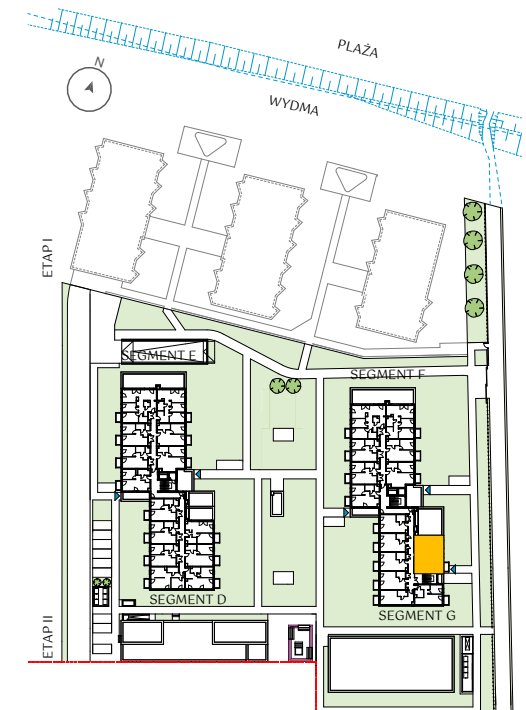 PLAŻA
N
WYDMA
ETAP I
SEGMENT E
SEGMENT F
SEGMENT D
SEGMENT G
ETAP II